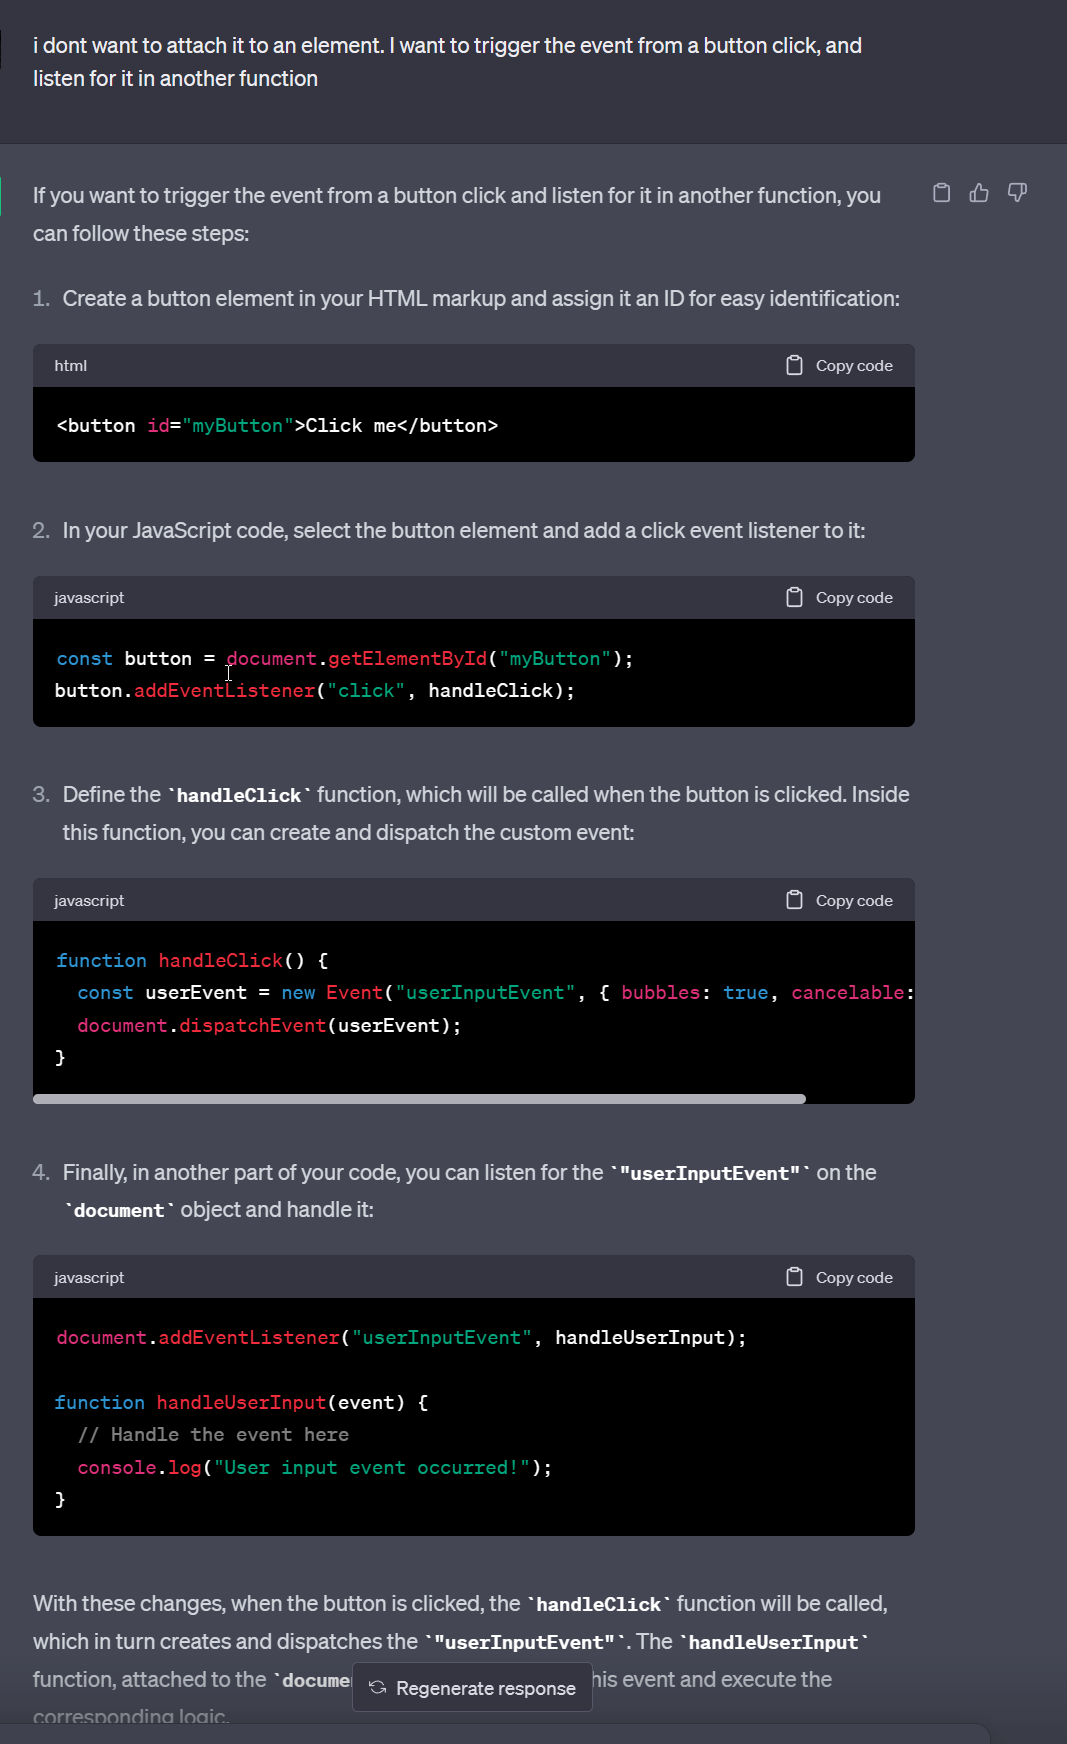 i dont want to attach it to an element. I want to trigger the event from a button click, and
listen for it in another function
If you want to trigger the event from a button click and listen for it in another function, you
can follow these steps:
1. Create a button element in your HTML markup and assign it an ID for easy identification:
html Copy code
<button id="myButton">Click me</button>
2. In your JavaScript code, select the button element and add a click event listener to it:
javascript Copy code
const button = document.getElementById("myButton");
button.addEventListener("click", handleClick);
3. Define the `handleClick` function, which will be called when the button is clicked. Inside
this function, you can create and dispatch the custom event:
javascript Copy code
function handleClick() {
  const userEvent = new Event("userInputEvent", { bubbles: true, cancelable:
  document.dispatchEvent(userEvent);
}
4. Finally, in another part of your code, you can listen for the `"userInputEvent"` on the
`document` object and handle it:
javascript Copy code
document.addEventListener("userInputEvent", handleUserInput);
function handleUserInput(event) {
  // Handle the event here
  console.log("User input event occurred!");
}
With these changes, when the button is clicked, the `handleClick` function will be called,
which in turn creates and dispatches the `"userInputEvent"`. The `handleUserInput`
function, attached to the `docume his event and execute the
Regenerate response
corresponding logic.